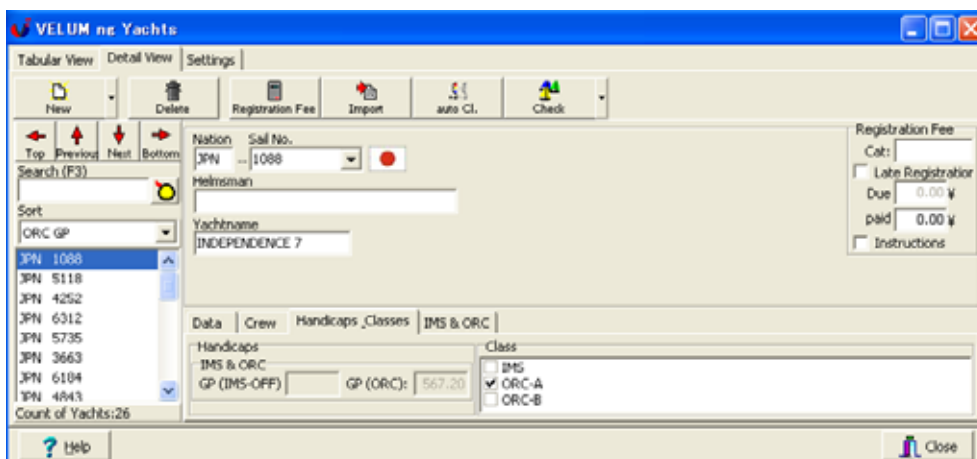 VELUM ng Yachts
Tabular View Detail View Settings
New Delete Registration Fee Import auto Cl. Check
Top Previous Next Bottom
Search (F3)
Sort
ORC GP
JPN 1088
JPN 5118
JPN 4252
JPN 6312
JPN 5735
JPN 3663
JPN 6184
JPN 4843
Count of Yachts:26
Nation Sail No.
JPN -- 1088
Helmsman
Yachtname
INDEPENDENCE 7
Registration Fee
Cat:
Late Registration
Due 0.00 ¥
paid 0.00 ¥
Instructions
Data Crew Handicaps_Classes IMS & ORC
Handicaps
IMS & ORC
GP (IMS-OFF) GP (ORC): 567.20
Class
IMS
ORC-A
ORC-B
? Help Close